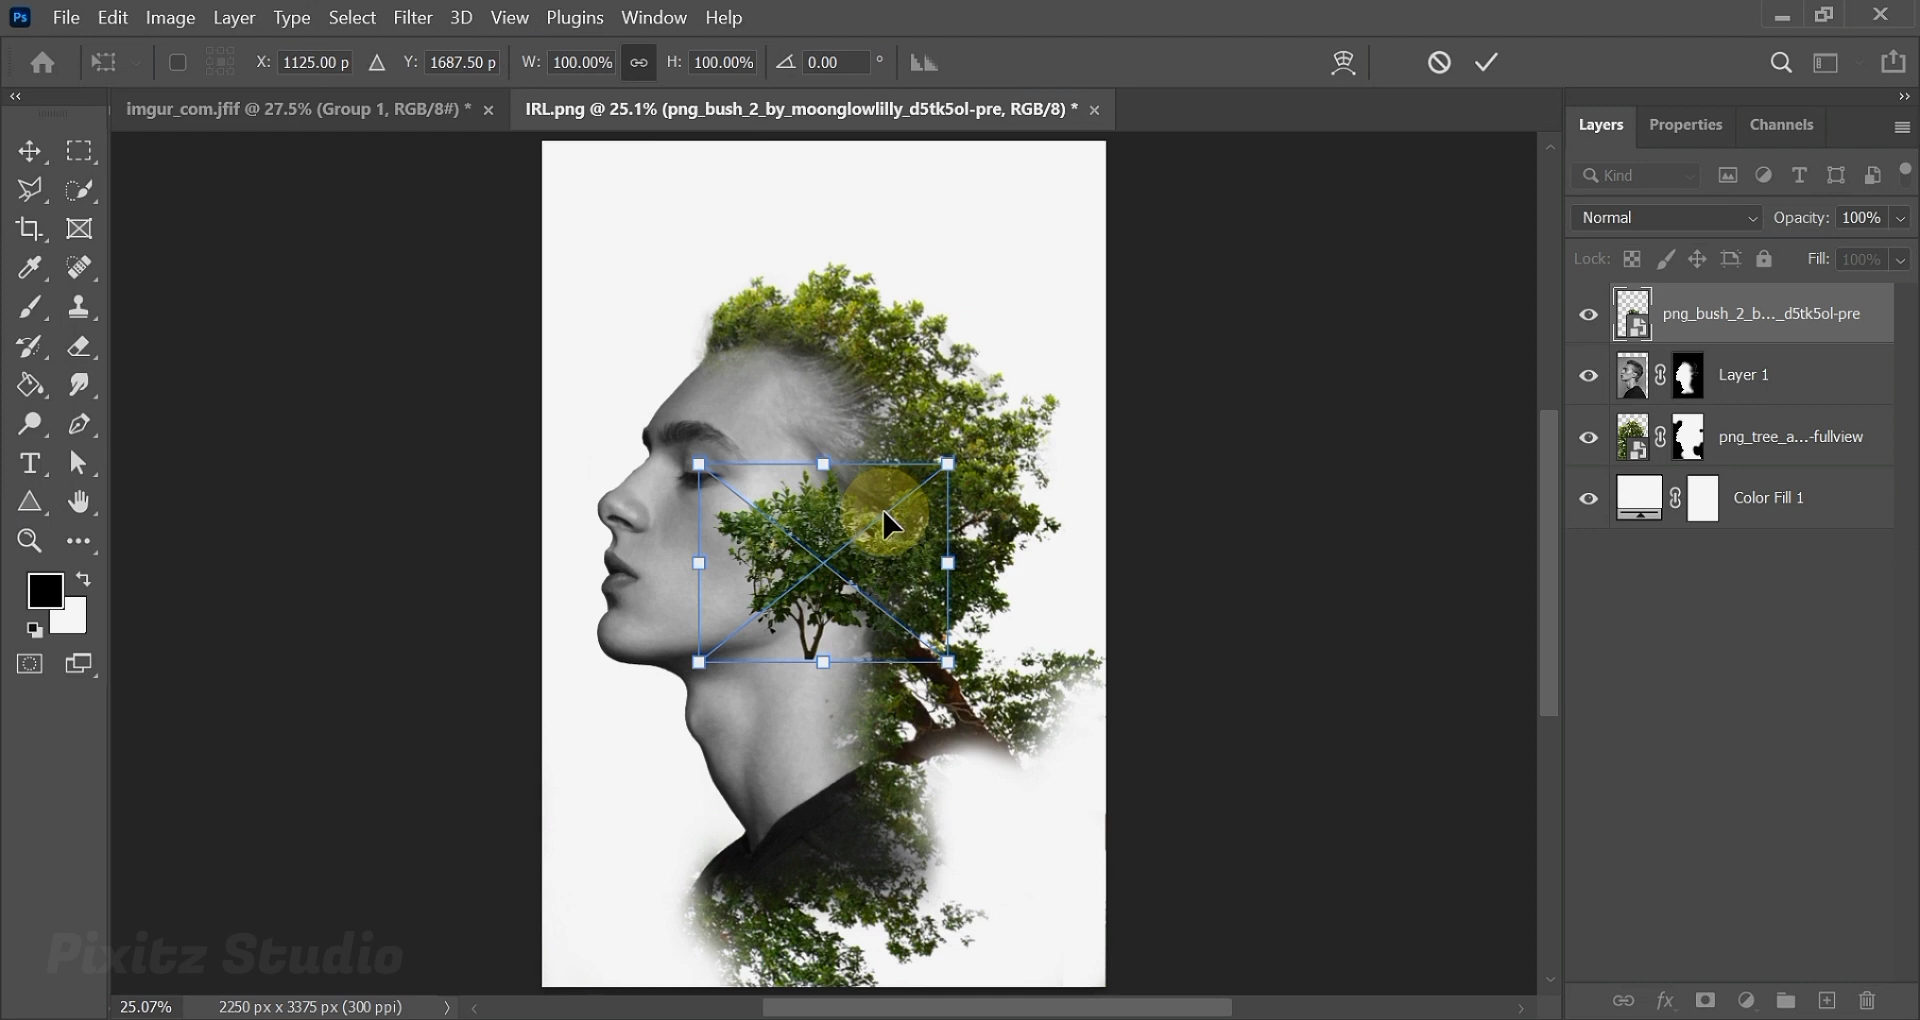 Ps File Edit Image Layer Type Select Filter 3D View Plugins Window Help
X: 1125.00 p Y: 1687.50 p W: 100.00% H: 100.00% 0.00 °
imgur_com.jfif @ 27.5% (Group 1, RGB/8#) * IRL.png @ 25.1% (png_bush_2_by_moonglowlilly_d5tk5ol-pre, RGB/8) *
Layers Properties Channels
Kind
Normal Opacity: 100%
Lock: Fill: 100%
png_bush_2_b..._d5tk5ol-pre
Layer 1
png_tree_a...-fullview
Color Fill 1
Pixitz Studio
25.07% 2250 px x 3375 px (300 ppi)
fx